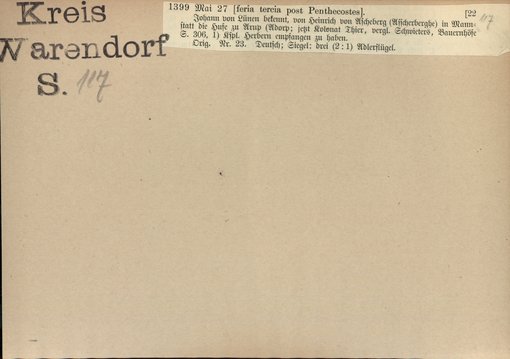 Kreis
Warendorf
S. 117
1399 Mai 27 [feria tercia post Penthecostes]. [22 117
Johann von Lünen bekennt, von Heinrich von Ascheberg (Asscherberghe) in Mann-
statt die Hufe zu Arup (Adorp; jetzt Kolonat Thier, vergl. Schwieters, Bauernhöfe
S. 306, 1) Kspl. Herbern empfangen zu haben.
Orig. Nr. 23. Deutsch; Siegel: drei (2 : 1) Adlerflügel.